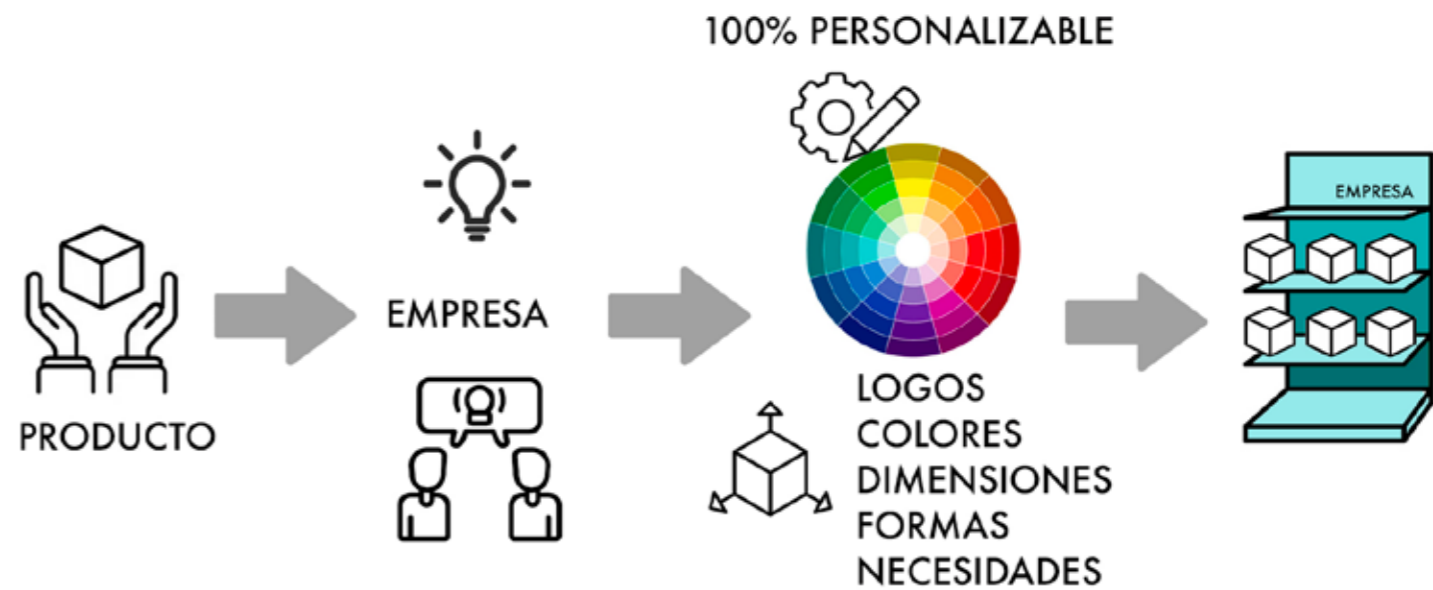 PRODUCTO
EMPRESA
100% PERSONALIZABLE
LOGOS
COLORES
DIMENSIONES
FORMAS
NECESIDADES
EMPRESA